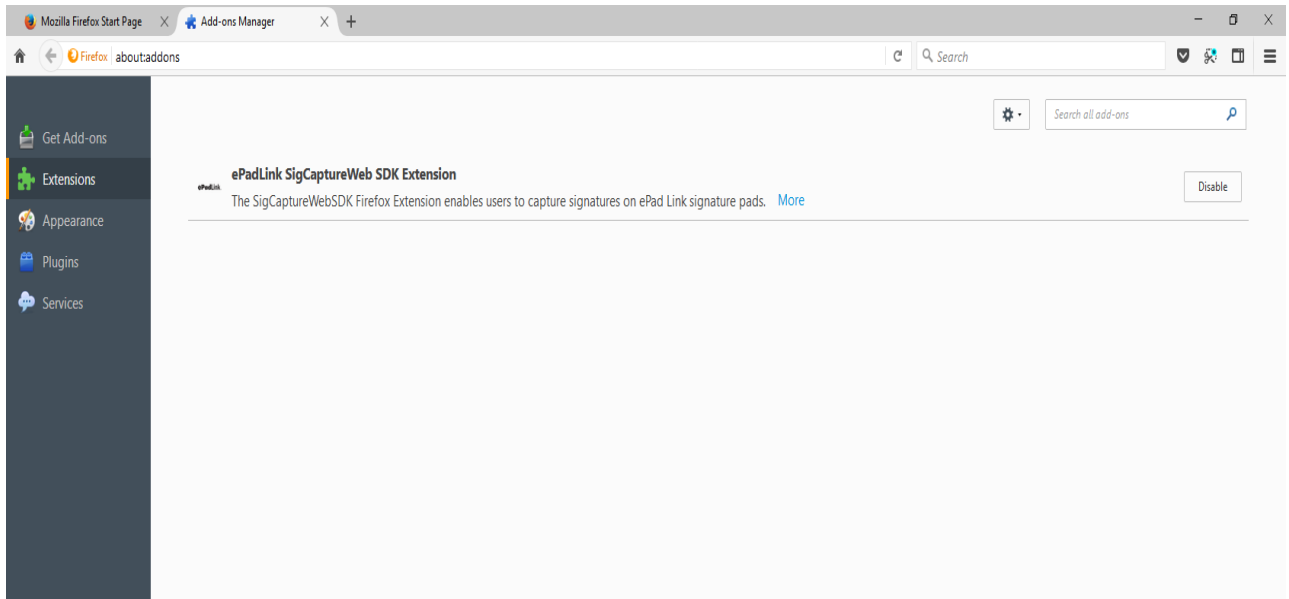 Mozilla Firefox Start Page
Add-ons Manager
Firefox about:addons
Search
Search all add-ons
Get Add-ons
Extensions
Appearance
Plugins
Services
ePadLink
ePadLink SigCaptureWeb SDK Extension
The SigCaptureWebSDK Firefox Extension enables users to capture signatures on ePad Link signature pads. More
Disable